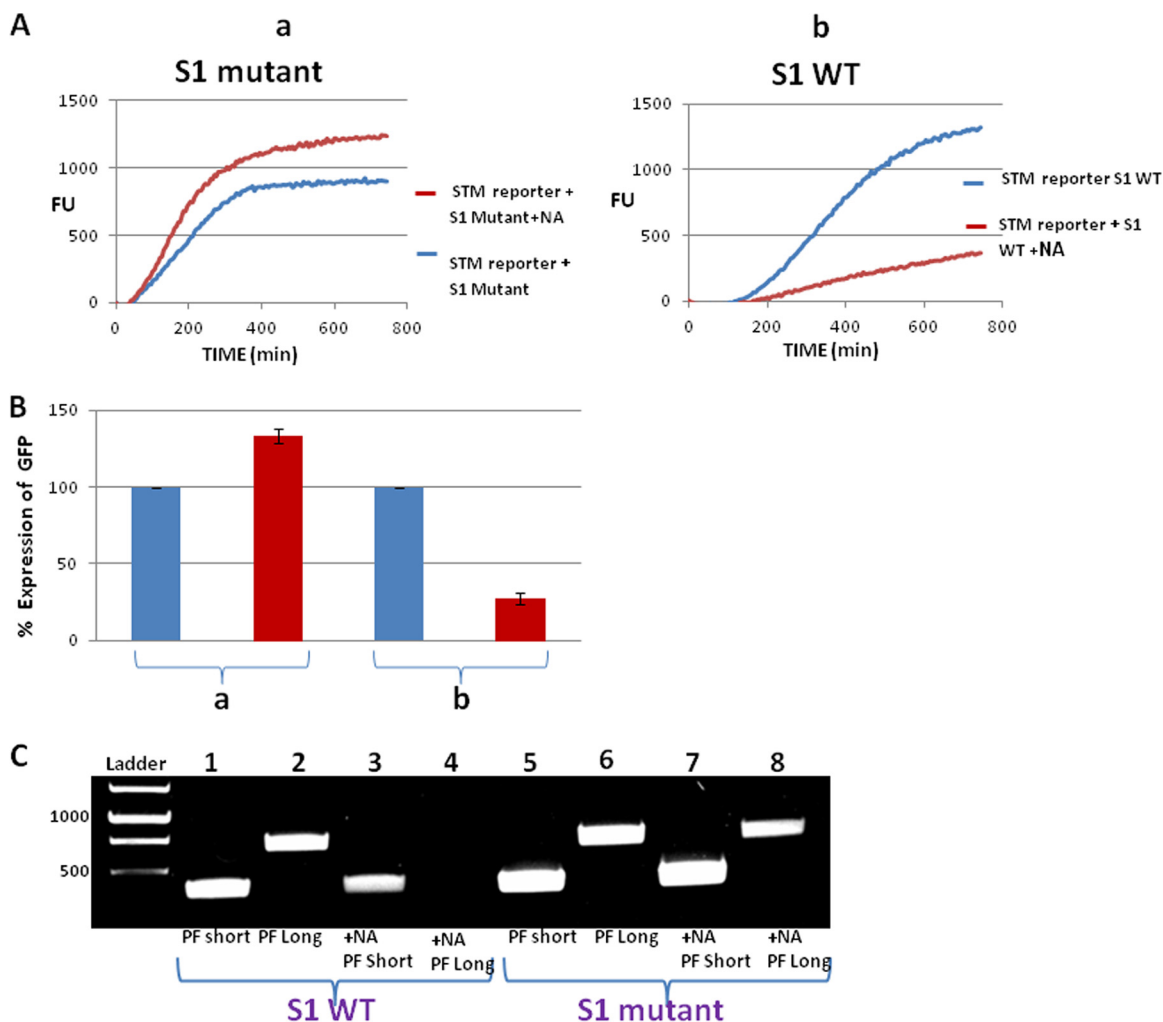 A
a
b
S1 mutant
S1 WT
1500
1000
FU
500
0
0 200 400 600 800
TIME (min)
STM reporter +
S1 Mutant+NA
STM reporter +
S1 Mutant
1500
1000
FU
500
0
0 200 400 600 800
TIME (min)
STM reporter S1 WT
STM reporter + S1
WT +NA
B
% Expression of GFP
150
100
50
0
a
b
C
Ladder 1 2 3 4 5 6 7 8
1000
500
PF short PF Long +NA PF Short +NA PF Long PF short PF Long +NA PF Short +NA PF Long
S1 WT
S1 mutant